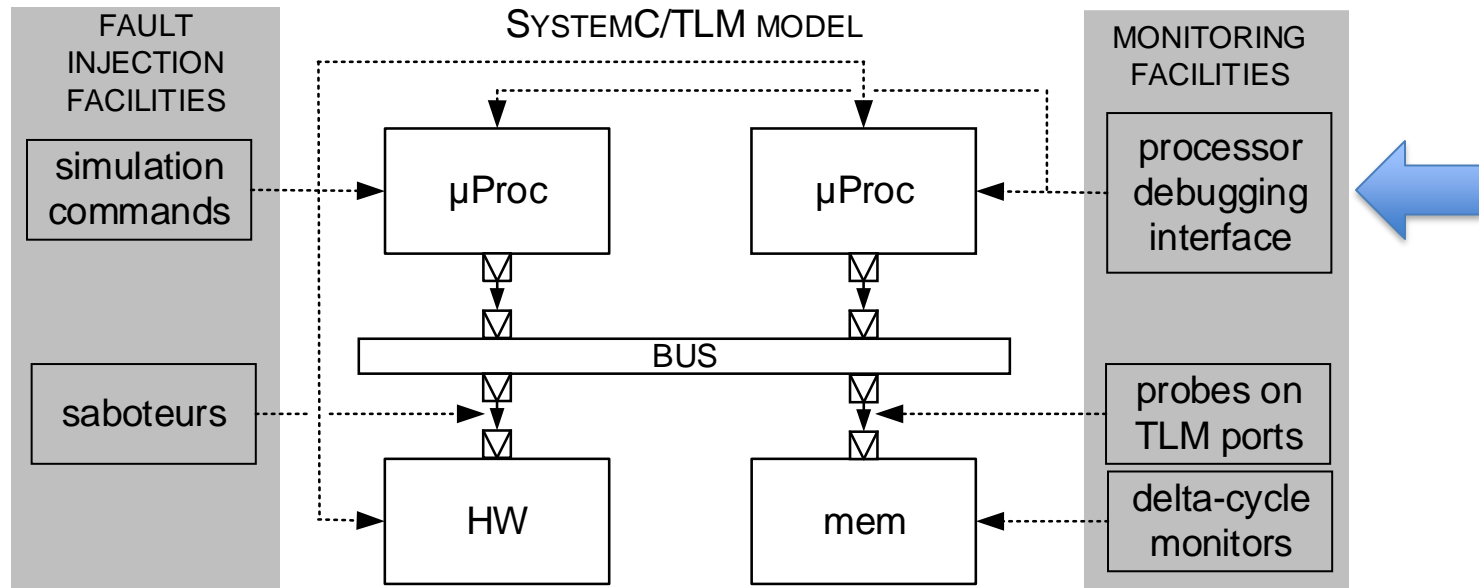 FAULT
INJECTION
FACILITIES
simulation
commands
saboteurs
SYSTEMC/TLM MODEL
µProc
µProc
BUS
HW
mem
MONITORING
FACILITIES
processor
debugging
interface
probes on
TLM ports
delta-cycle
monitors